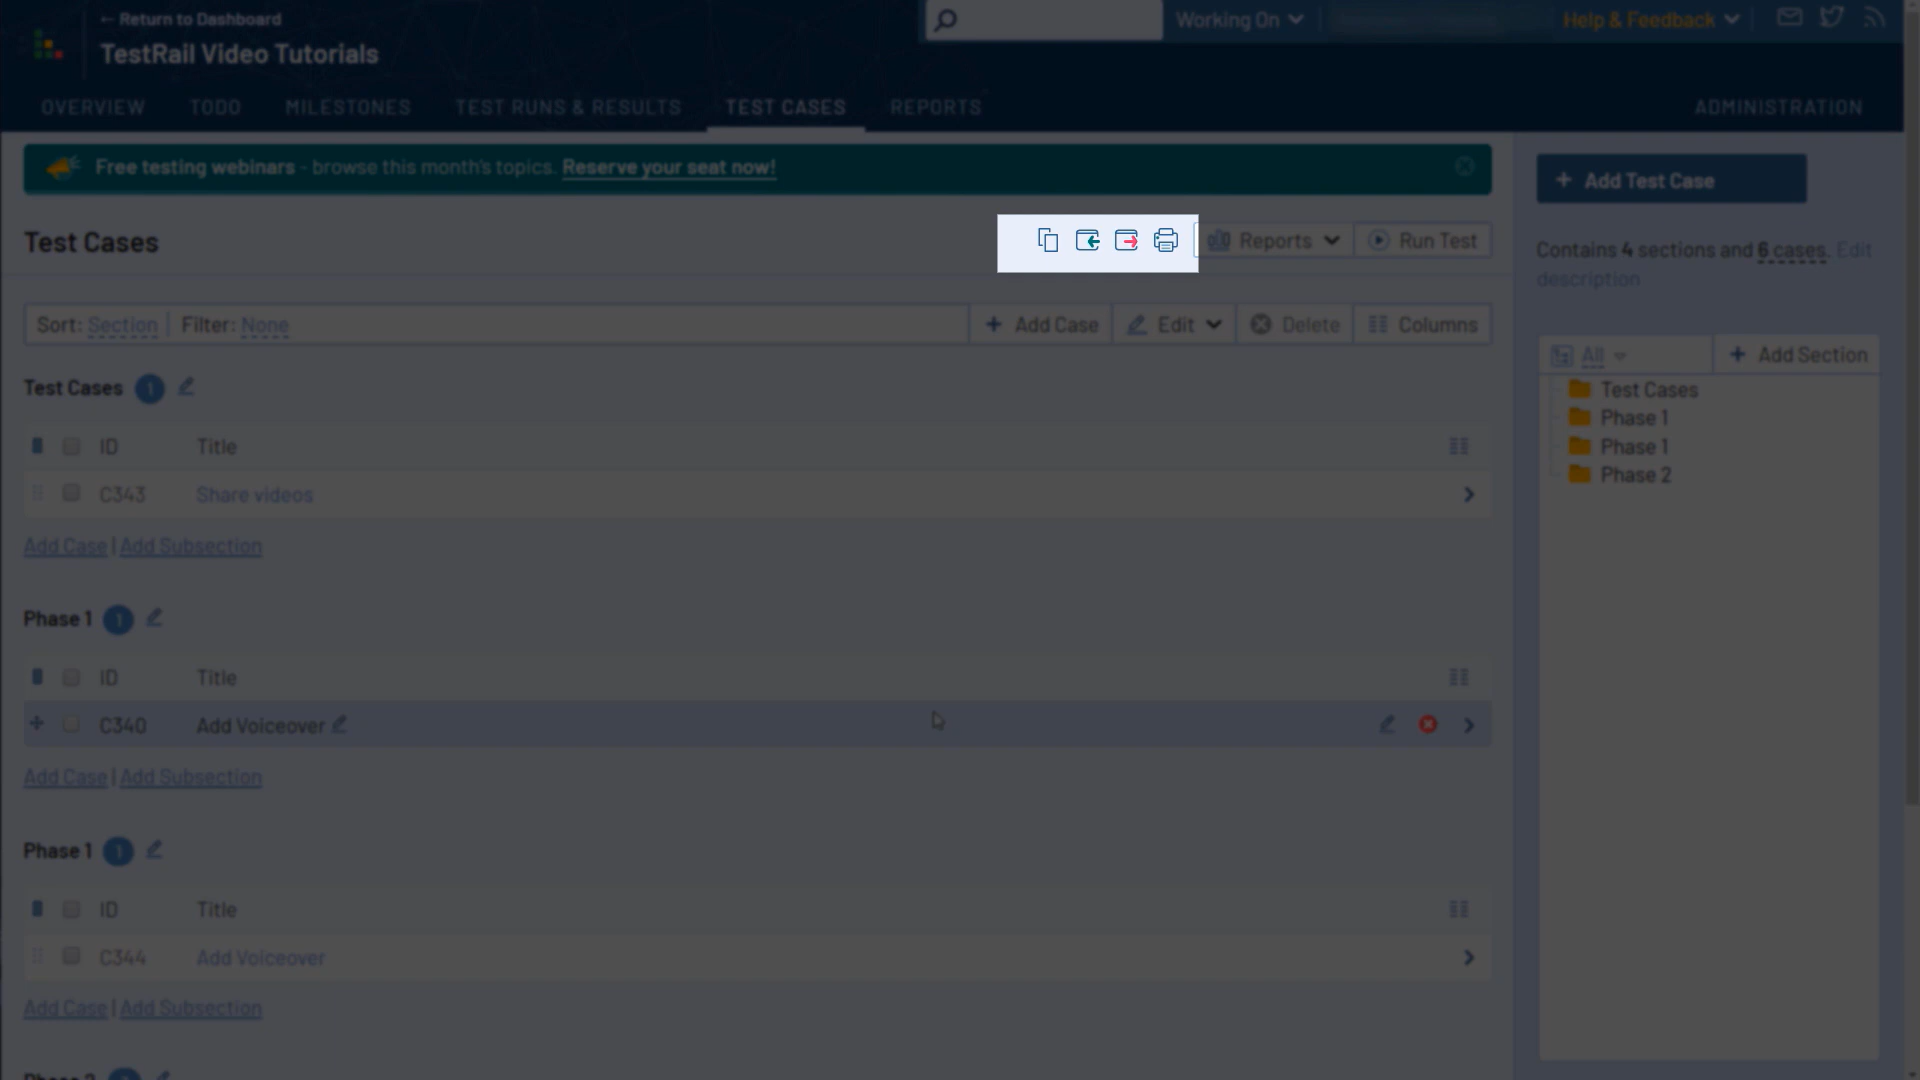 ← Return to Dashboard
TestRail Video Tutorials
Working On
Help & Feedback
OVERVIEW TODO MILESTONES TEST RUNS & RESULTS TEST CASES REPORTS ADMINISTRATION
Free testing webinars - browse this month's topics. Reserve your seat now!
+ Add Test Case
Test Cases
Reports
Run Test
Contains 4 sections and 6 cases. Edit
description
Sort: Section | Filter: None
+ Add Case
Edit
Delete
Columns
All
+ Add Section
Test Cases
Phase 1
Phase 1
Phase 2
Test Cases 1
ID Title
C343 Share videos
Add Case | Add Subsection
Phase 1 1
ID Title
C340 Add Voiceover
Add Case | Add Subsection
Phase 1 1
ID Title
C344 Add Voiceover
Add Case | Add Subsection
Phase 2